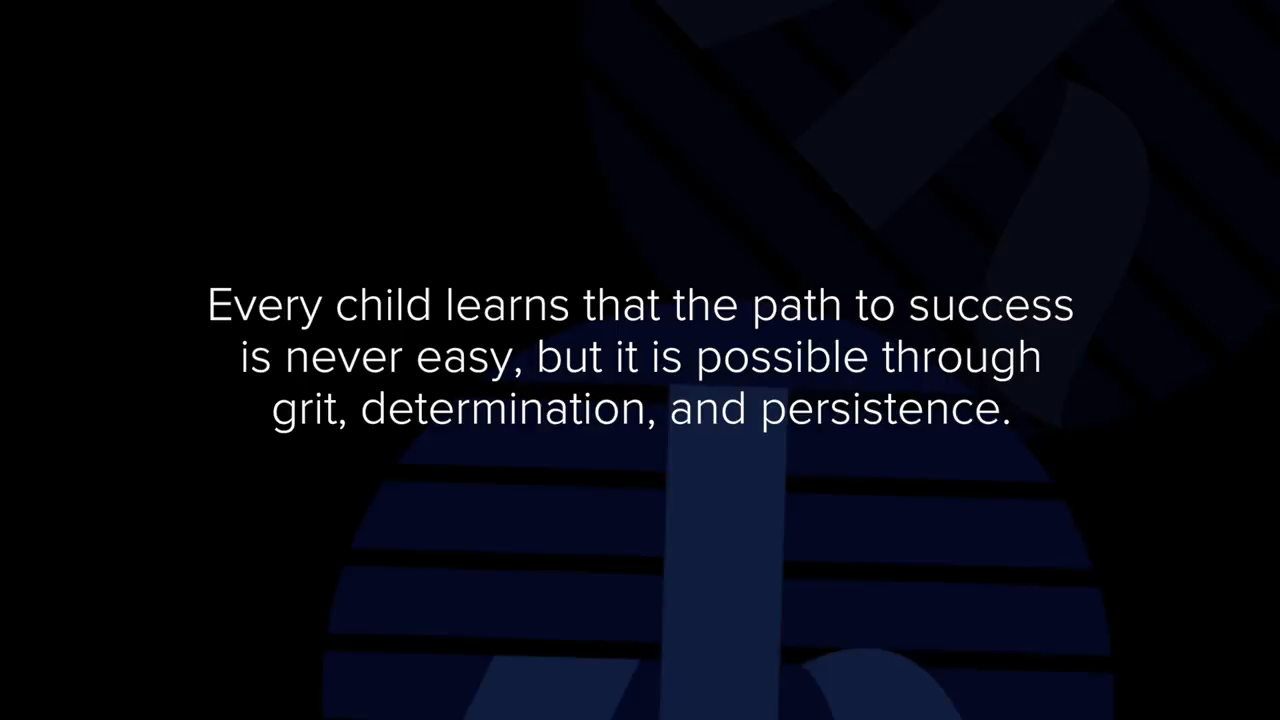 Every child learns that the path to success
is never easy, but it is possible through
grit, determination, and persistence.